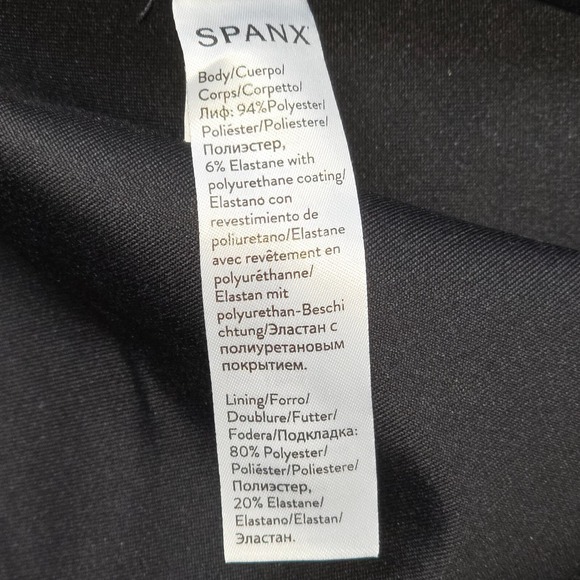 SPANX
Body/Cuerpo/
Corps/Corpetto/
Лиф: 94%Polyester/
Poliéster/Poliestere/
Полиэстер,
6% Elastane with
polyurethane coating/
Elastano con
revestimiento de
poliuretano/Elastane
avec revêtement en
polyuréthanne/
Elastan mit
polyurethan-Beschi
chtung/Эластан с
полиуретановым
покрытием.
Lining/Forro/
Doublure/Futter/
Fodera/Подкладка:
80% Polyester/
Poliéster/Poliestere/
Полиэстер,
20% Elastane/
Elastano/Elastan/
Эластан.